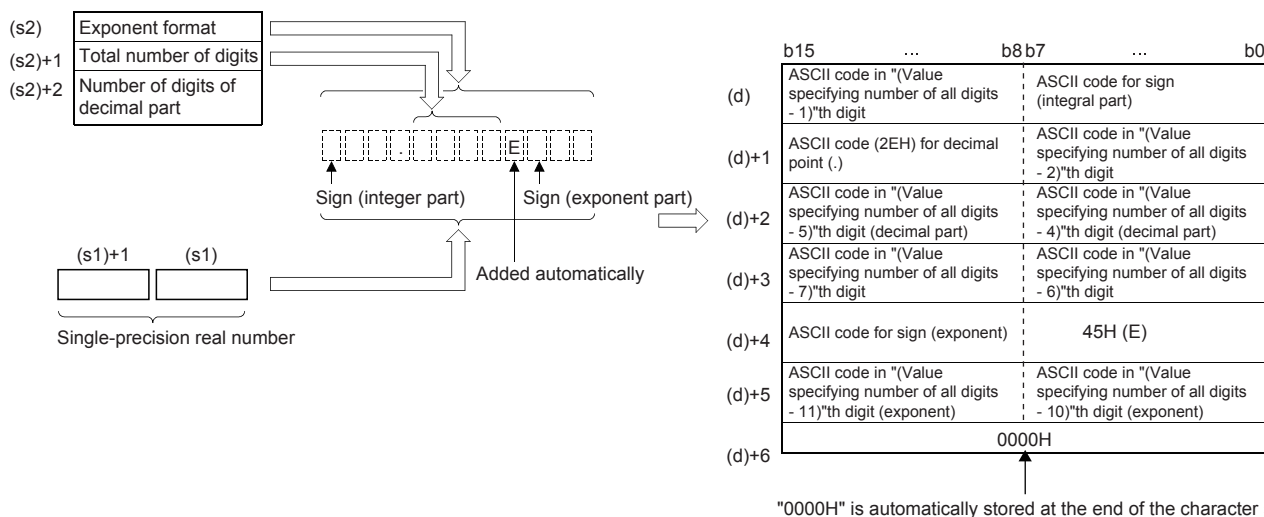 (s2)
Exponent format
(s2)+1
Total number of digits
(s2)+2
Number of digits of
decimal part
.
E
Sign (integer part)
Sign (exponent part)
Added automatically
(s1)+1
(s1)
Single-precision real number
b15
...
b8
b7
...
b0
(d)
ASCII code in "(Value
specifying number of all digits
- 1)"th digit
ASCII code for sign
(integral part)
(d)+1
ASCII code (2EH) for decimal
point (.)
ASCII code in "(Value
specifying number of all digits
- 2)"th digit
(d)+2
ASCII code in "(Value
specifying number of all digits
- 5)"th digit (decimal part)
ASCII code in "(Value
specifying number of all digits
- 4)"th digit (decimal part)
(d)+3
ASCII code in "(Value
specifying number of all digits
- 7)"th digit
ASCII code in "(Value
specifying number of all digits
- 6)"th digit
(d)+4
ASCII code for sign (exponent)
45H (E)
(d)+5
ASCII code in "(Value
specifying number of all digits
- 11)"th digit (exponent)
ASCII code in "(Value
specifying number of all digits
- 10)"th digit (exponent)
(d)+6
0000H
"0000H" is automatically stored at the end of the character